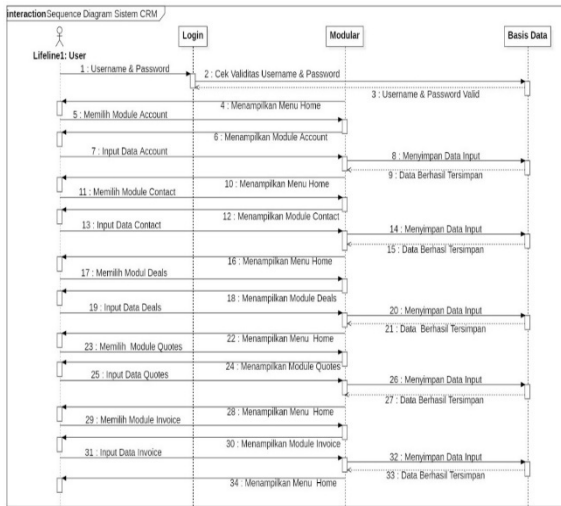 interaction Sequence Diagram Sistem CRM
Login
Modular
Basis Data
Lifeline1: User
1 : Username & Password
2 : Cek Validitas Username & Password
3 : Username & Password Valid
4 : Menampilkan Menu Home
5 : Memilih Module Account
6 : Menampilkan Module Account
7 : Input Data Account
8 : Menyimpan Data Input
9 : Data Berhasil Tersimpan
10 : Menampilkan Menu Home
11 : Memilih Module Contact
12 : Menampilkan Module Contact
13 : Input Data Contact
14 : Menyimpan Data Input
15 : Data Berhasil Tersimpan
16 : Menampilkan Menu Home
17 : Memilih Modul Deals
18 : Menampilkan Module Deals
19 : Input Data Deals
20 : Menyimpan Data Input
21 : Data Berhasil Tersimpan
22 : Menampilkan Menu Home
23 : Memilih Module Quotes
24 : Menampilkan Module Quotes
25 : Input Data Quotes
26 : Menyimpan Data Input
27 : Data Berhasil Tersimpan
28 : Menampilkan Menu Home
29 : Memilih Module Invoice
30 : Menampilkan Module Invoice
31 : Input Data Invoice
32 : Menyimpan Data Input
33 : Data Berhasil Tersimpan
34 : Menampilkan Menu Home